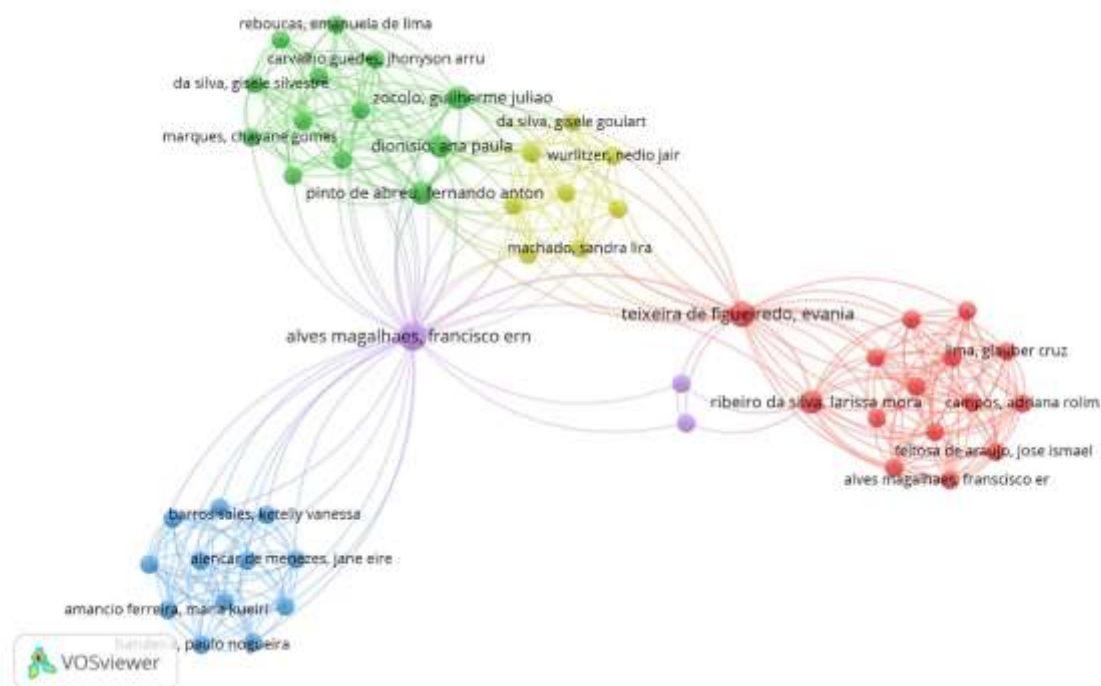 reboucas, emanuela de lima
carvalho guedes, jhonyson arru
da silva, gisele silvestre
zocolo, guilherme juliao
da silva, gisele goulart
marques, chayane gomes
dionisio, ana paula
wurlitzer, nedio jair
pinto de abreu, fernando anton
machado, sandra lira
teixeira de figueiredo, evania
alves magalhaes, francisco ern
lima, glauber cruz
ribeiro da silva, larissa mora
campos, adriana rolim
feitosa de araujo, jose ismael
alves magalhaes, franscisco er
barros sales, ketelly vanessa
alencar de menezes, jane eire
amancio ferreira, maria kueiri
paulo nogueira
VOSviewer